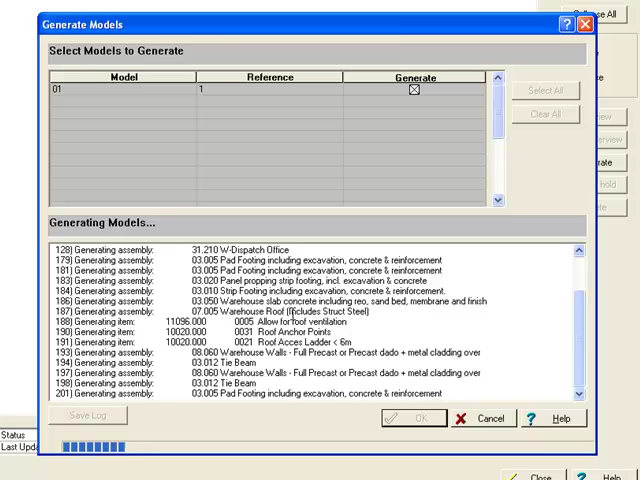 Generate Models
Collapse All
Select Models to Generate
Model Reference Generate
01 1
Select All
Clear All
Generating Models...
128) Generating assembly: 31.210 W-Dispatch Office
179) Generating assembly: 03.005 Pad Footing including excavation, concrete & reinforcement
181) Generating assembly: 03.005 Pad Footing including excavation, concrete & reinforcement
183) Generating assembly: 03.020 Panel propping strip footing, incl. excavation & concrete
184) Generating assembly: 03.010 Strip Footing including excavation, concrete & reinforcement.
186) Generating assembly: 03.050 Warehouse slab concrete including reo, sand bed, membrane and finish
187) Generating assembly: 07.005 Warehouse Roof (Includes Struct Steel)
188) Generating item: 11096.000 0005 Allow for roof ventilation
190) Generating item: 10020.000 0031 Roof Anchor Points
191) Generating item: 10020.000 0021 Roof Acces Ladder < 6m
193) Generating assembly: 08.060 Warehouse Walls - Full Precast or Precast dado + metal cladding over
194) Generating assembly: 03.012 Tie Beam
197) Generating assembly: 08.060 Warehouse Walls - Full Precast or Precast dado + metal cladding over
198) Generating assembly: 03.012 Tie Beam
201) Generating assembly: 03.005 Pad Footing including excavation, concrete & reinforcement
Save Log
OK
Cancel
Help
Status
Last Upda
Close
Help